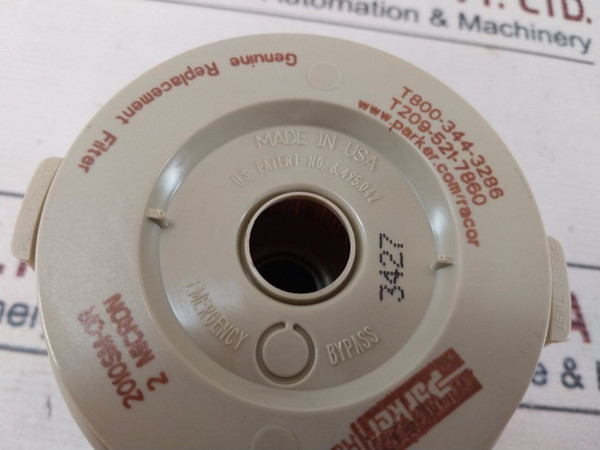 T. LTD.
Automation & Machinery
Genuine Replacement Filter
T800-344-3286
T209-521-7860
www.parker.com/racor
MADE IN USA
U.S. PATENT NO. 6,495,042
3427
EMERGENCY
BYPASS
2010SM-OR
2 MICRON
Parker